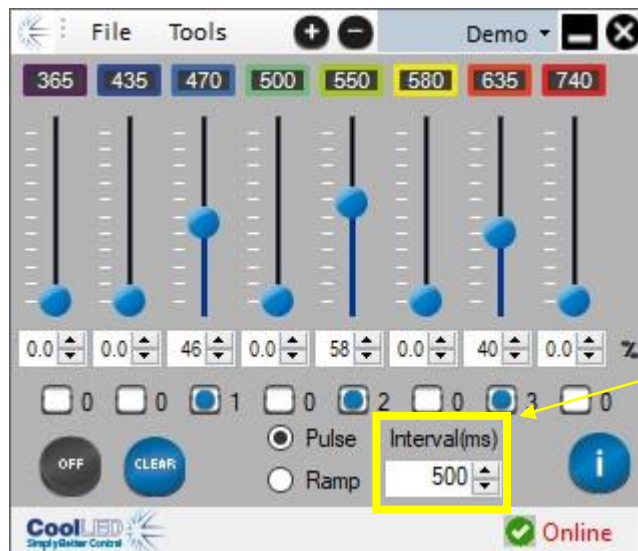 File Tools Demo
365 435 470 500 550 580 635 740
0.0 0.0 46 0.0 58 0.0 40 0.0 %
0 0 1 0 2 0 3 0
OFF CLEAR Pulse Interval(ms) i
Ramp 500
CoolLED Online
Simply Better Control